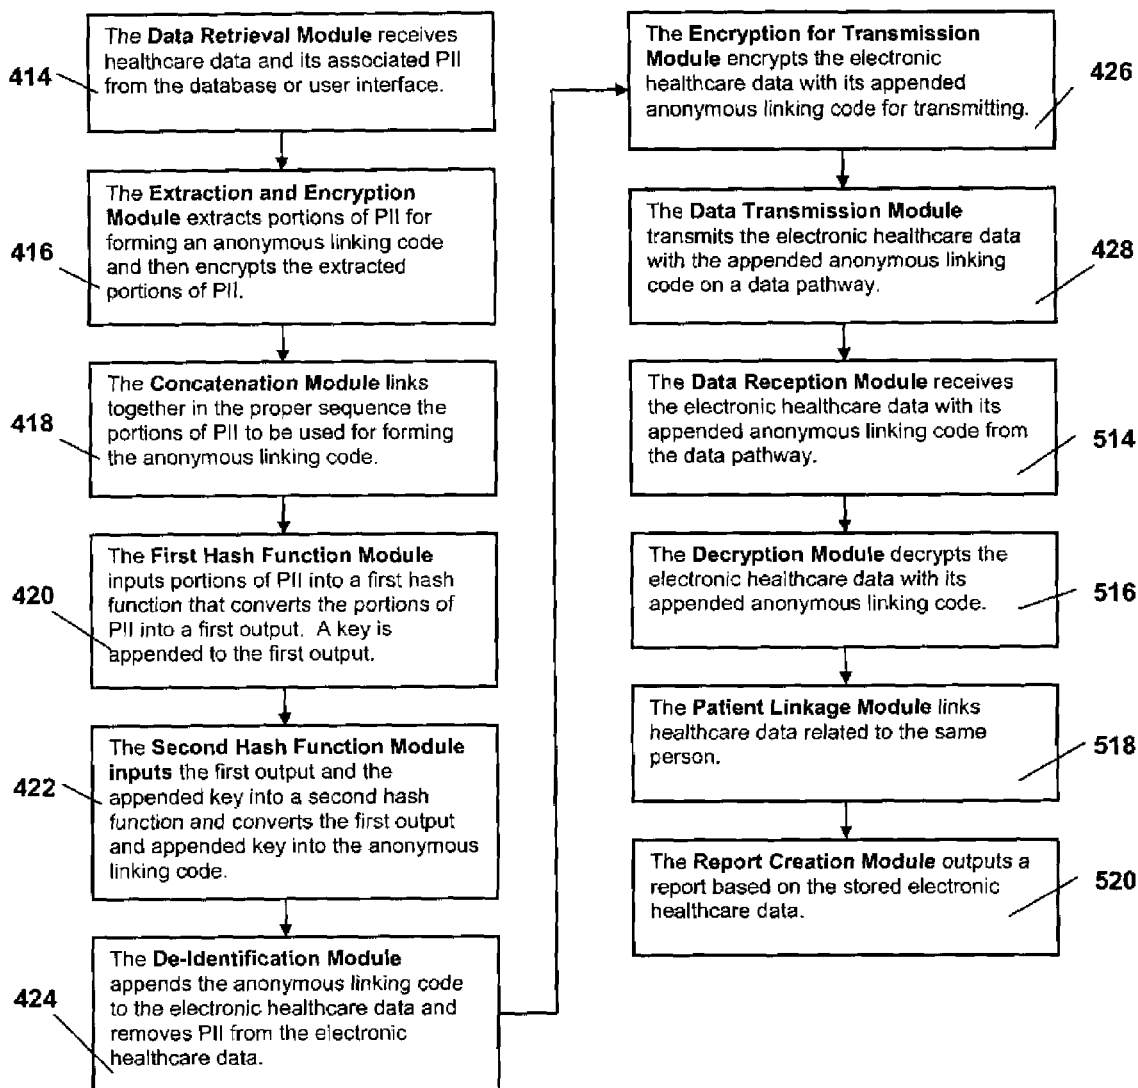 The Data Retrieval Module receives
healthcare data and its associated PII
from the database or user interface.
414
The Extraction and Encryption
Module extracts portions of PII for
forming an anonymous linking code
and then encrypts the extracted
portions of PII.
416
The Concatenation Module links
together in the proper sequence the
portions of PII to be used for forming
the anonymous linking code.
418
The First Hash Function Module
inputs portions of PII into a first hash
function that converts the portions of
PII into a first output. A key is
appended to the first output.
420
The Second Hash Function Module
inputs the first output and the
appended key into a second hash
function and converts the first output
and appended key into the anonymous
linking code.
422
The De-Identification Module
appends the anonymous linking code
to the electronic healthcare data and
removes PII from the electronic
healthcare data.
424
The Encryption for Transmission
Module encrypts the electronic
healthcare data with its appended
anonymous linking code for transmitting.
426
The Data Transmission Module
transmits the electronic healthcare data
with the appended anonymous linking
code on a data pathway.
428
The Data Reception Module receives
the electronic healthcare data with its
appended anonymous linking code from
the data pathway.
514
The Decryption Module decrypts the
electronic healthcare data with its
appended anonymous linking code.
516
The Patient Linkage Module links
healthcare data related to the same
person.
518
The Report Creation Module outputs a
report based on the stored electronic
healthcare data.
520